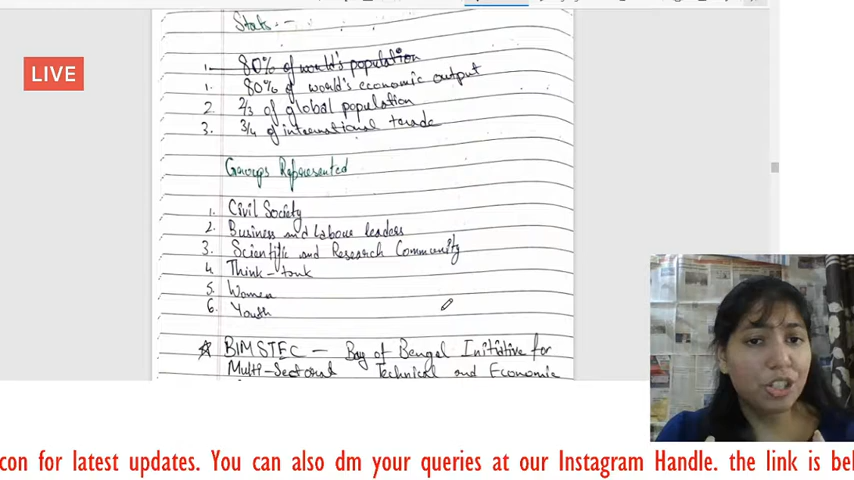 LIVE
Stats :-
1. 80% of world's population
1. 80% of world's economic output
2. 2/3 of global population
3. 3/4 of international trade
Groups Represented
1. Civil Society
2. Business and Labour leaders
3. Scientific and Research Community
4. Think-tank
5. Women
6. Youth
☆ BIMSTEC - Bay of Bengal Initiative for
Multi-Sectoral Technical and Economic
con for latest updates. You can also dm your queries at our Instagram Handle. the link is bel